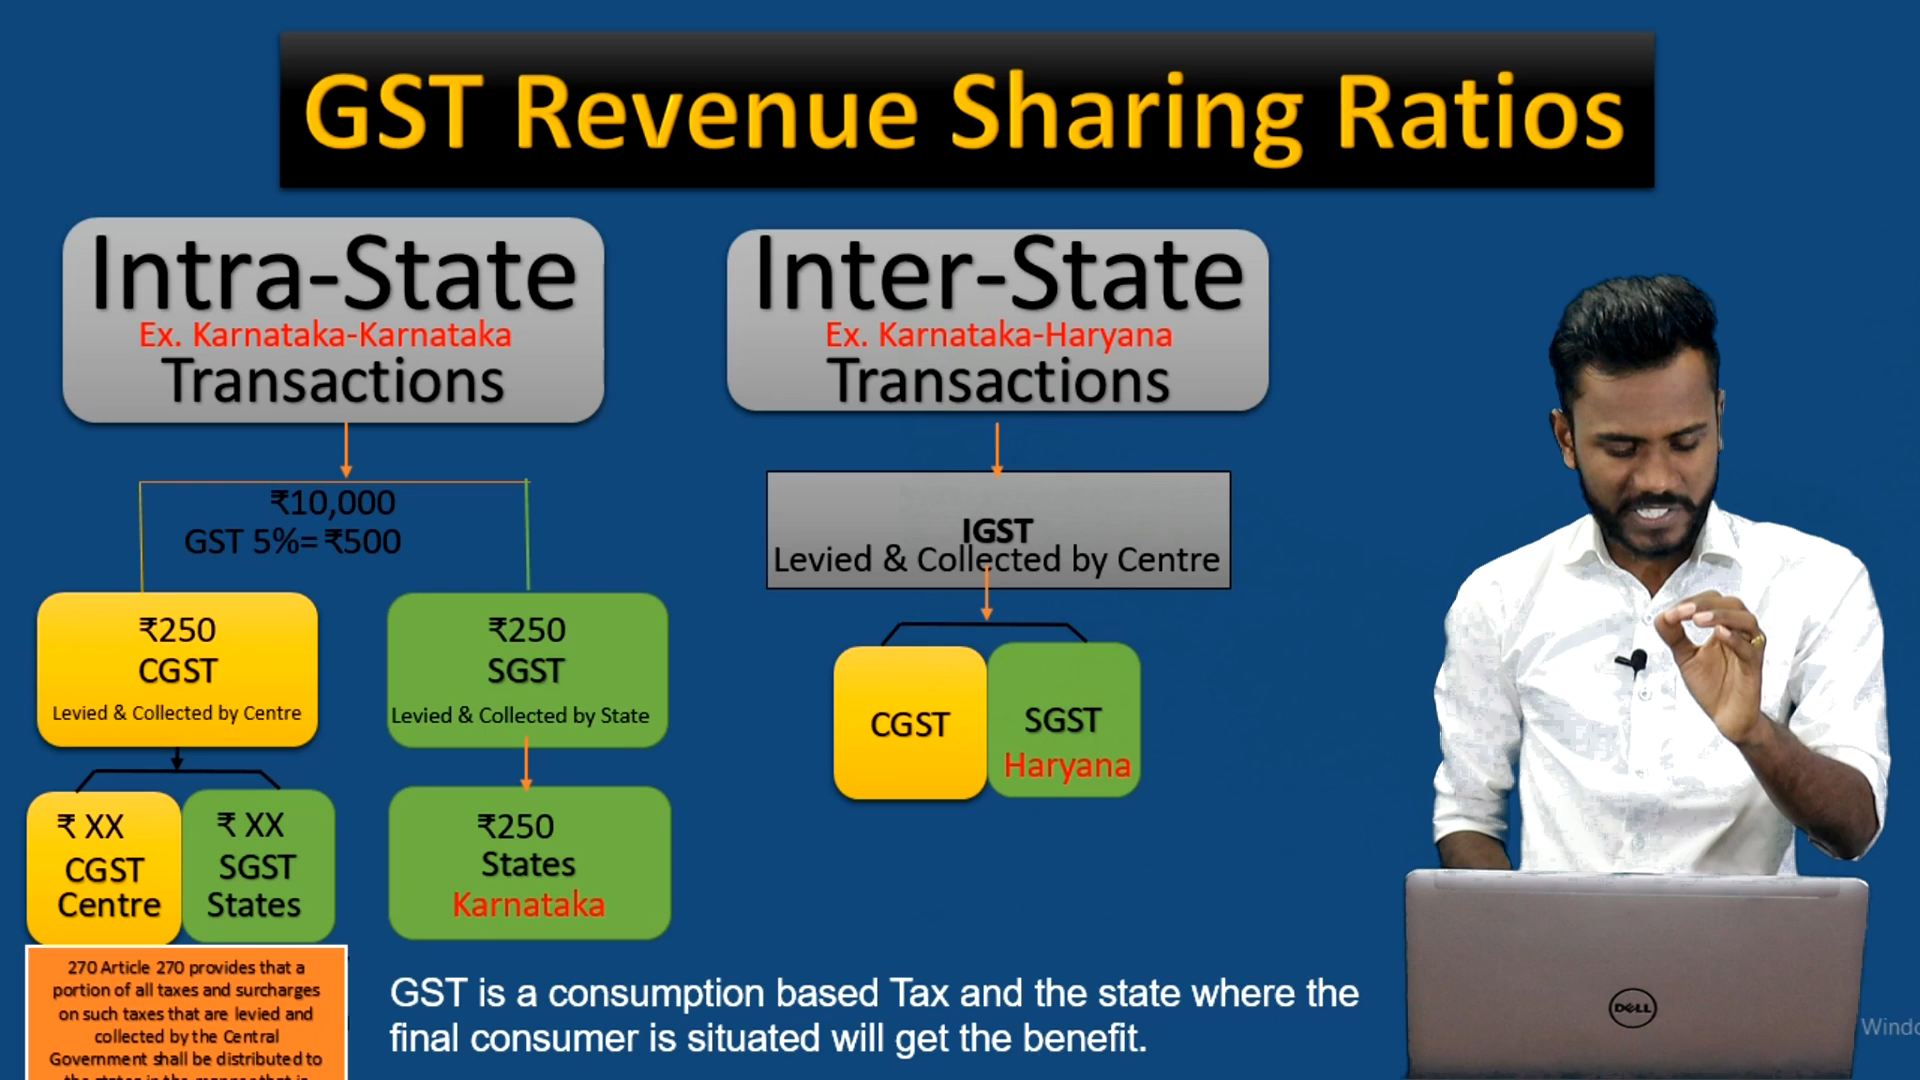 GST Revenue Sharing Ratios
Intra-State
Ex. Karnataka-Karnataka
Transactions
Inter-State
Ex. Karnataka-Haryana
Transactions
₹10,000
GST 5%= ₹500
IGST
Levied & Collected by Centre
₹250
CGST
Levied & Collected by Centre
₹250
SGST
Levied & Collected by State
CGST
SGST
Haryana
₹ XX
CGST
Centre
₹ XX
SGST
States
₹250
States
Karnataka
270 Article 270 provides that a
portion of all taxes and surcharges
on such taxes that are levied and
collected by the Central
Government shall be distributed to
GST is a consumption based Tax and the state where the
final consumer is situated will get the benefit.
DELL